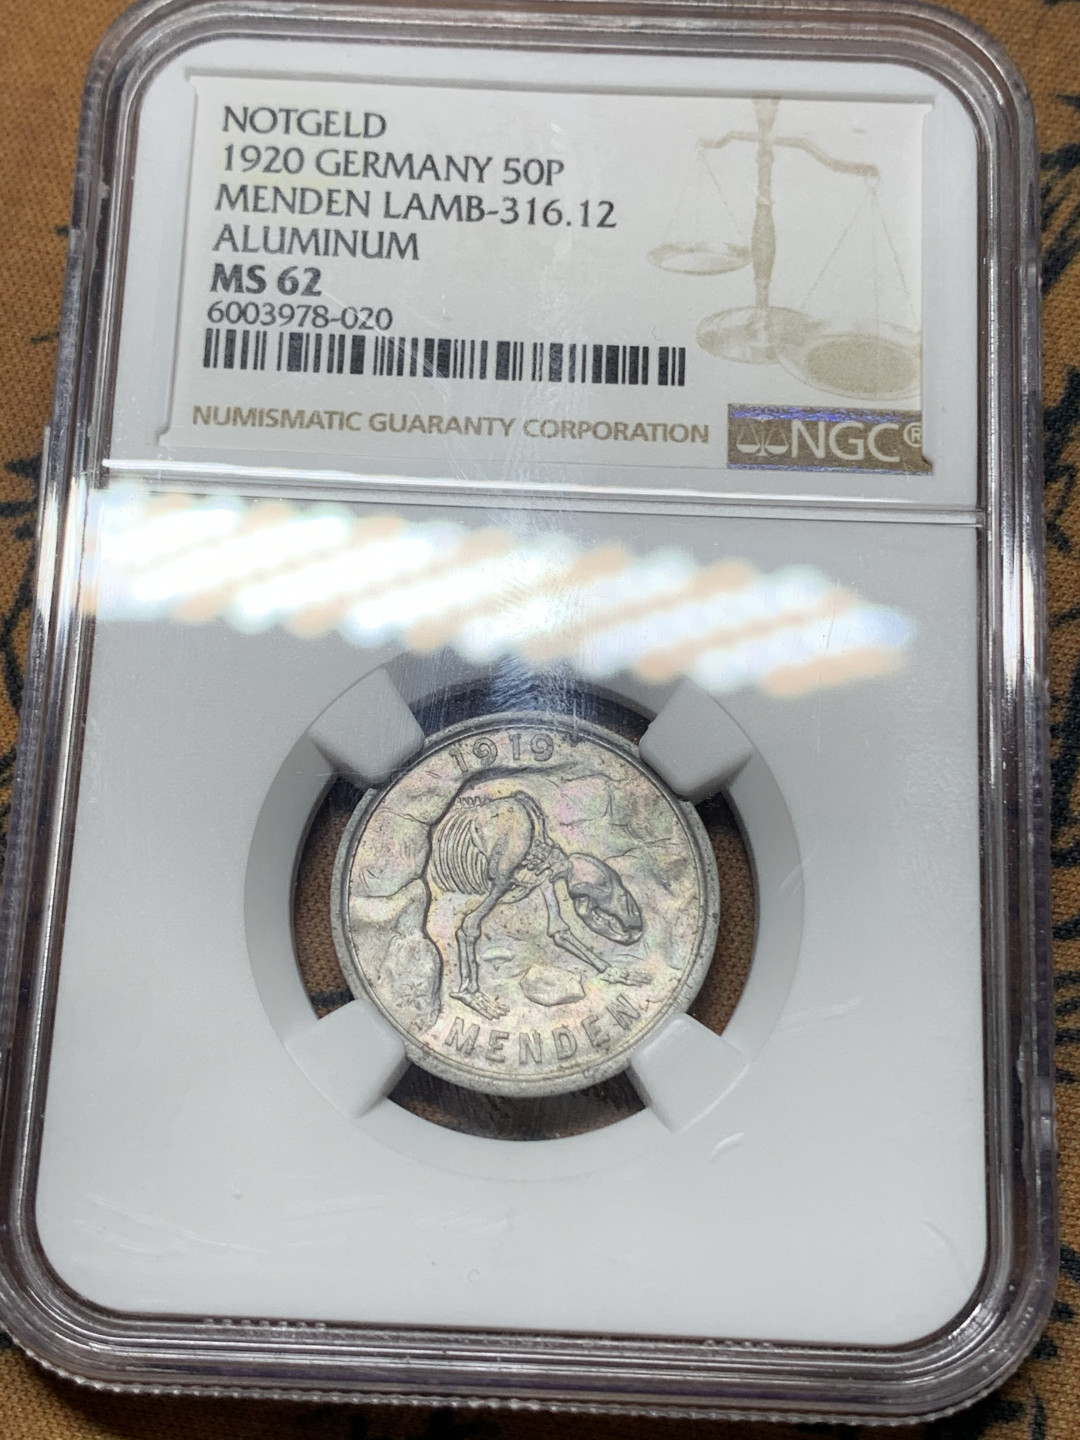 NOTGELD
1920 GERMANY 50P
MENDEN LAMB-316.12
ALUMINUM
MS 62
6003978-020
NUMISMATIC GUARANTY CORPORATION
NGC®
1919
MENDEN